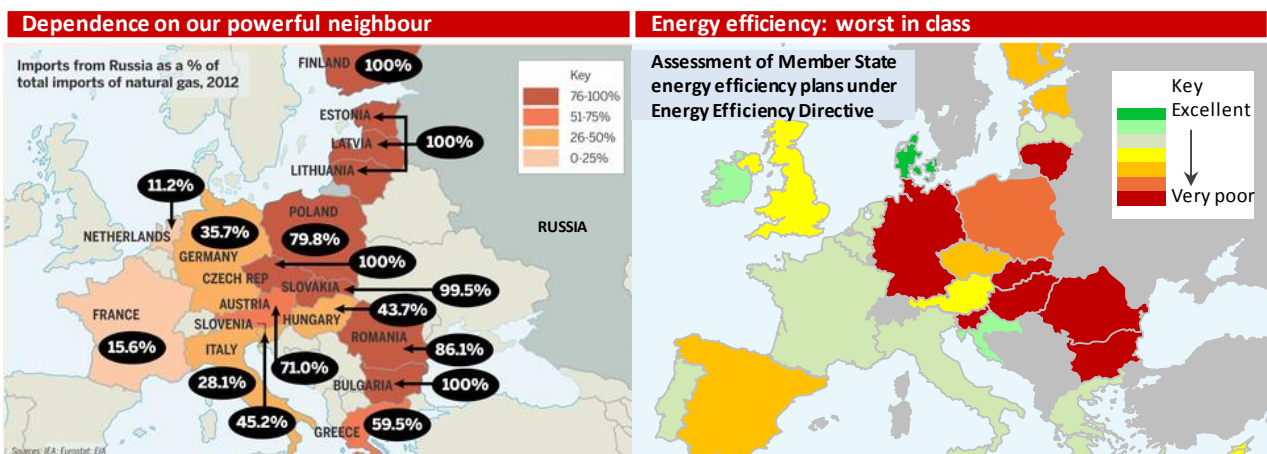 Dependence on our powerful neighbour
Imports from Russia as a % of
total imports of natural gas, 2012
Key
76-100%
51-75%
26-50%
0-25%
FINLAND
100%
ESTONIA
LATVIA
100%
LITHUANIA
11.2%
NETHERLANDS
POLAND
79.8%
35.7%
GERMANY
RUSSIA
CZECH REP
100%
SLOVAKIA
99.5%
AUSTRIA
43.7%
FRANCE
15.6%
SLOVENIA
HUNGARY
ROMANIA
86.1%
ITALY
28.1%
71.0%
BULGARIA
100%
45.2%
GREECE
59.5%
Sources: IEA; Eurostat; EIA
Energy efficiency: worst in class
Assessment of Member State
energy efficiency plans under
Energy Efficiency Directive
Key
Excellent
Very poor